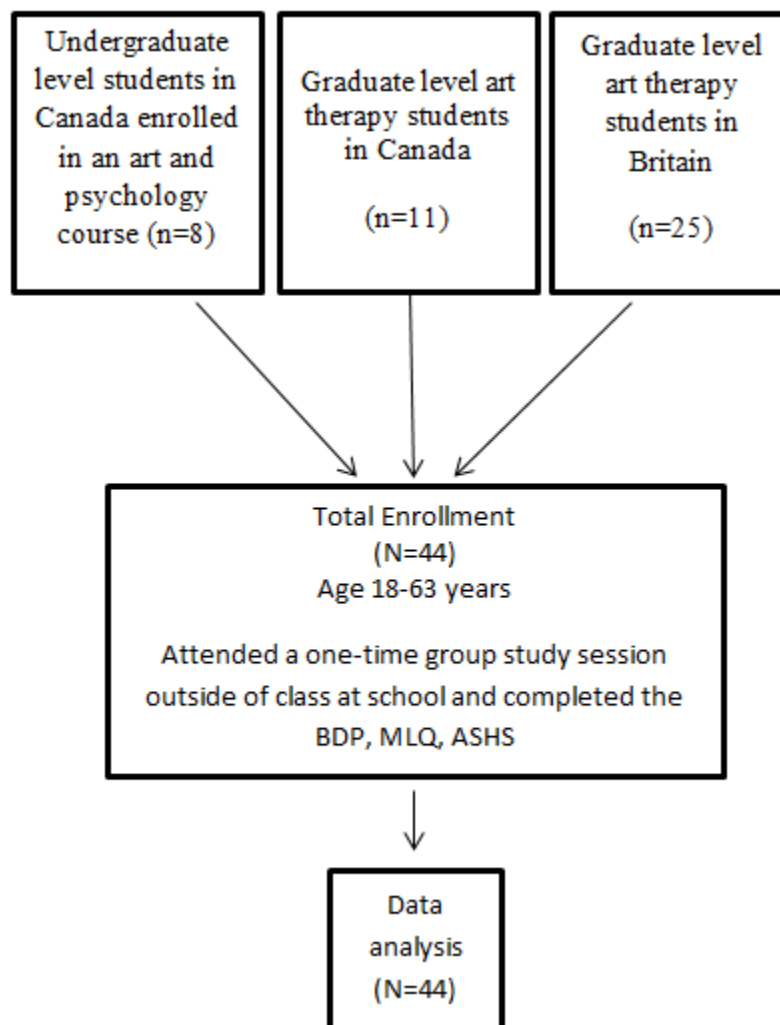 Undergraduate
level students in
Canada enrolled
in an art and
psychology
course (n=8)
Graduate level art
therapy students
in Canada
(n=11)
Graduate level
art therapy
students in
Britain
(n=25)
Total Enrollment
(N=44)
Age 18-63 years
Attended a one-time group study session
outside of class at school and completed the
BDP, MLQ, ASHS
Data
analysis
(N=44)